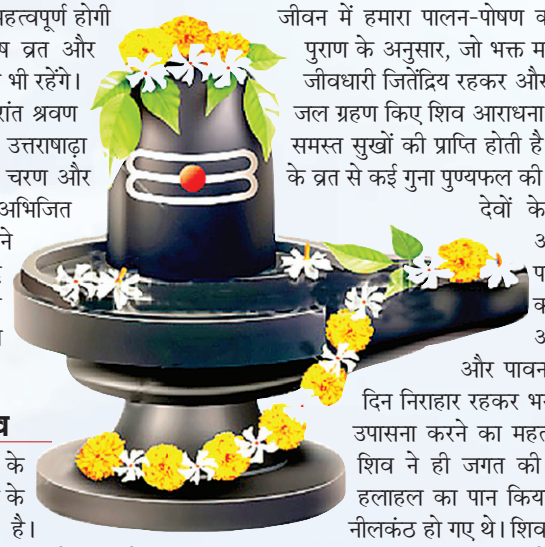 महत्वपूर्ण होगी
व्रत और
भी रहेंगे।
श्रवण
उत्तराषाढ़ा
चरण और
अभिजित
ने
के
के
है।
जीवन में हमारा पालन-पोषण
पुराण के अनुसार, जो भक्त
जीवधारी जितेंद्रिय रहकर और
जल ग्रहण किए शिव आराधना
समस्त सुखों की प्राप्ति होती है
के व्रत से कई गुना पुण्यफल की
देवों के
और पावन
दिन निराहार रहकर
उपासना करने का
शिव ने ही जगत की
हलाहल का पान किया
नीलकंठ हो गए थे। शिव